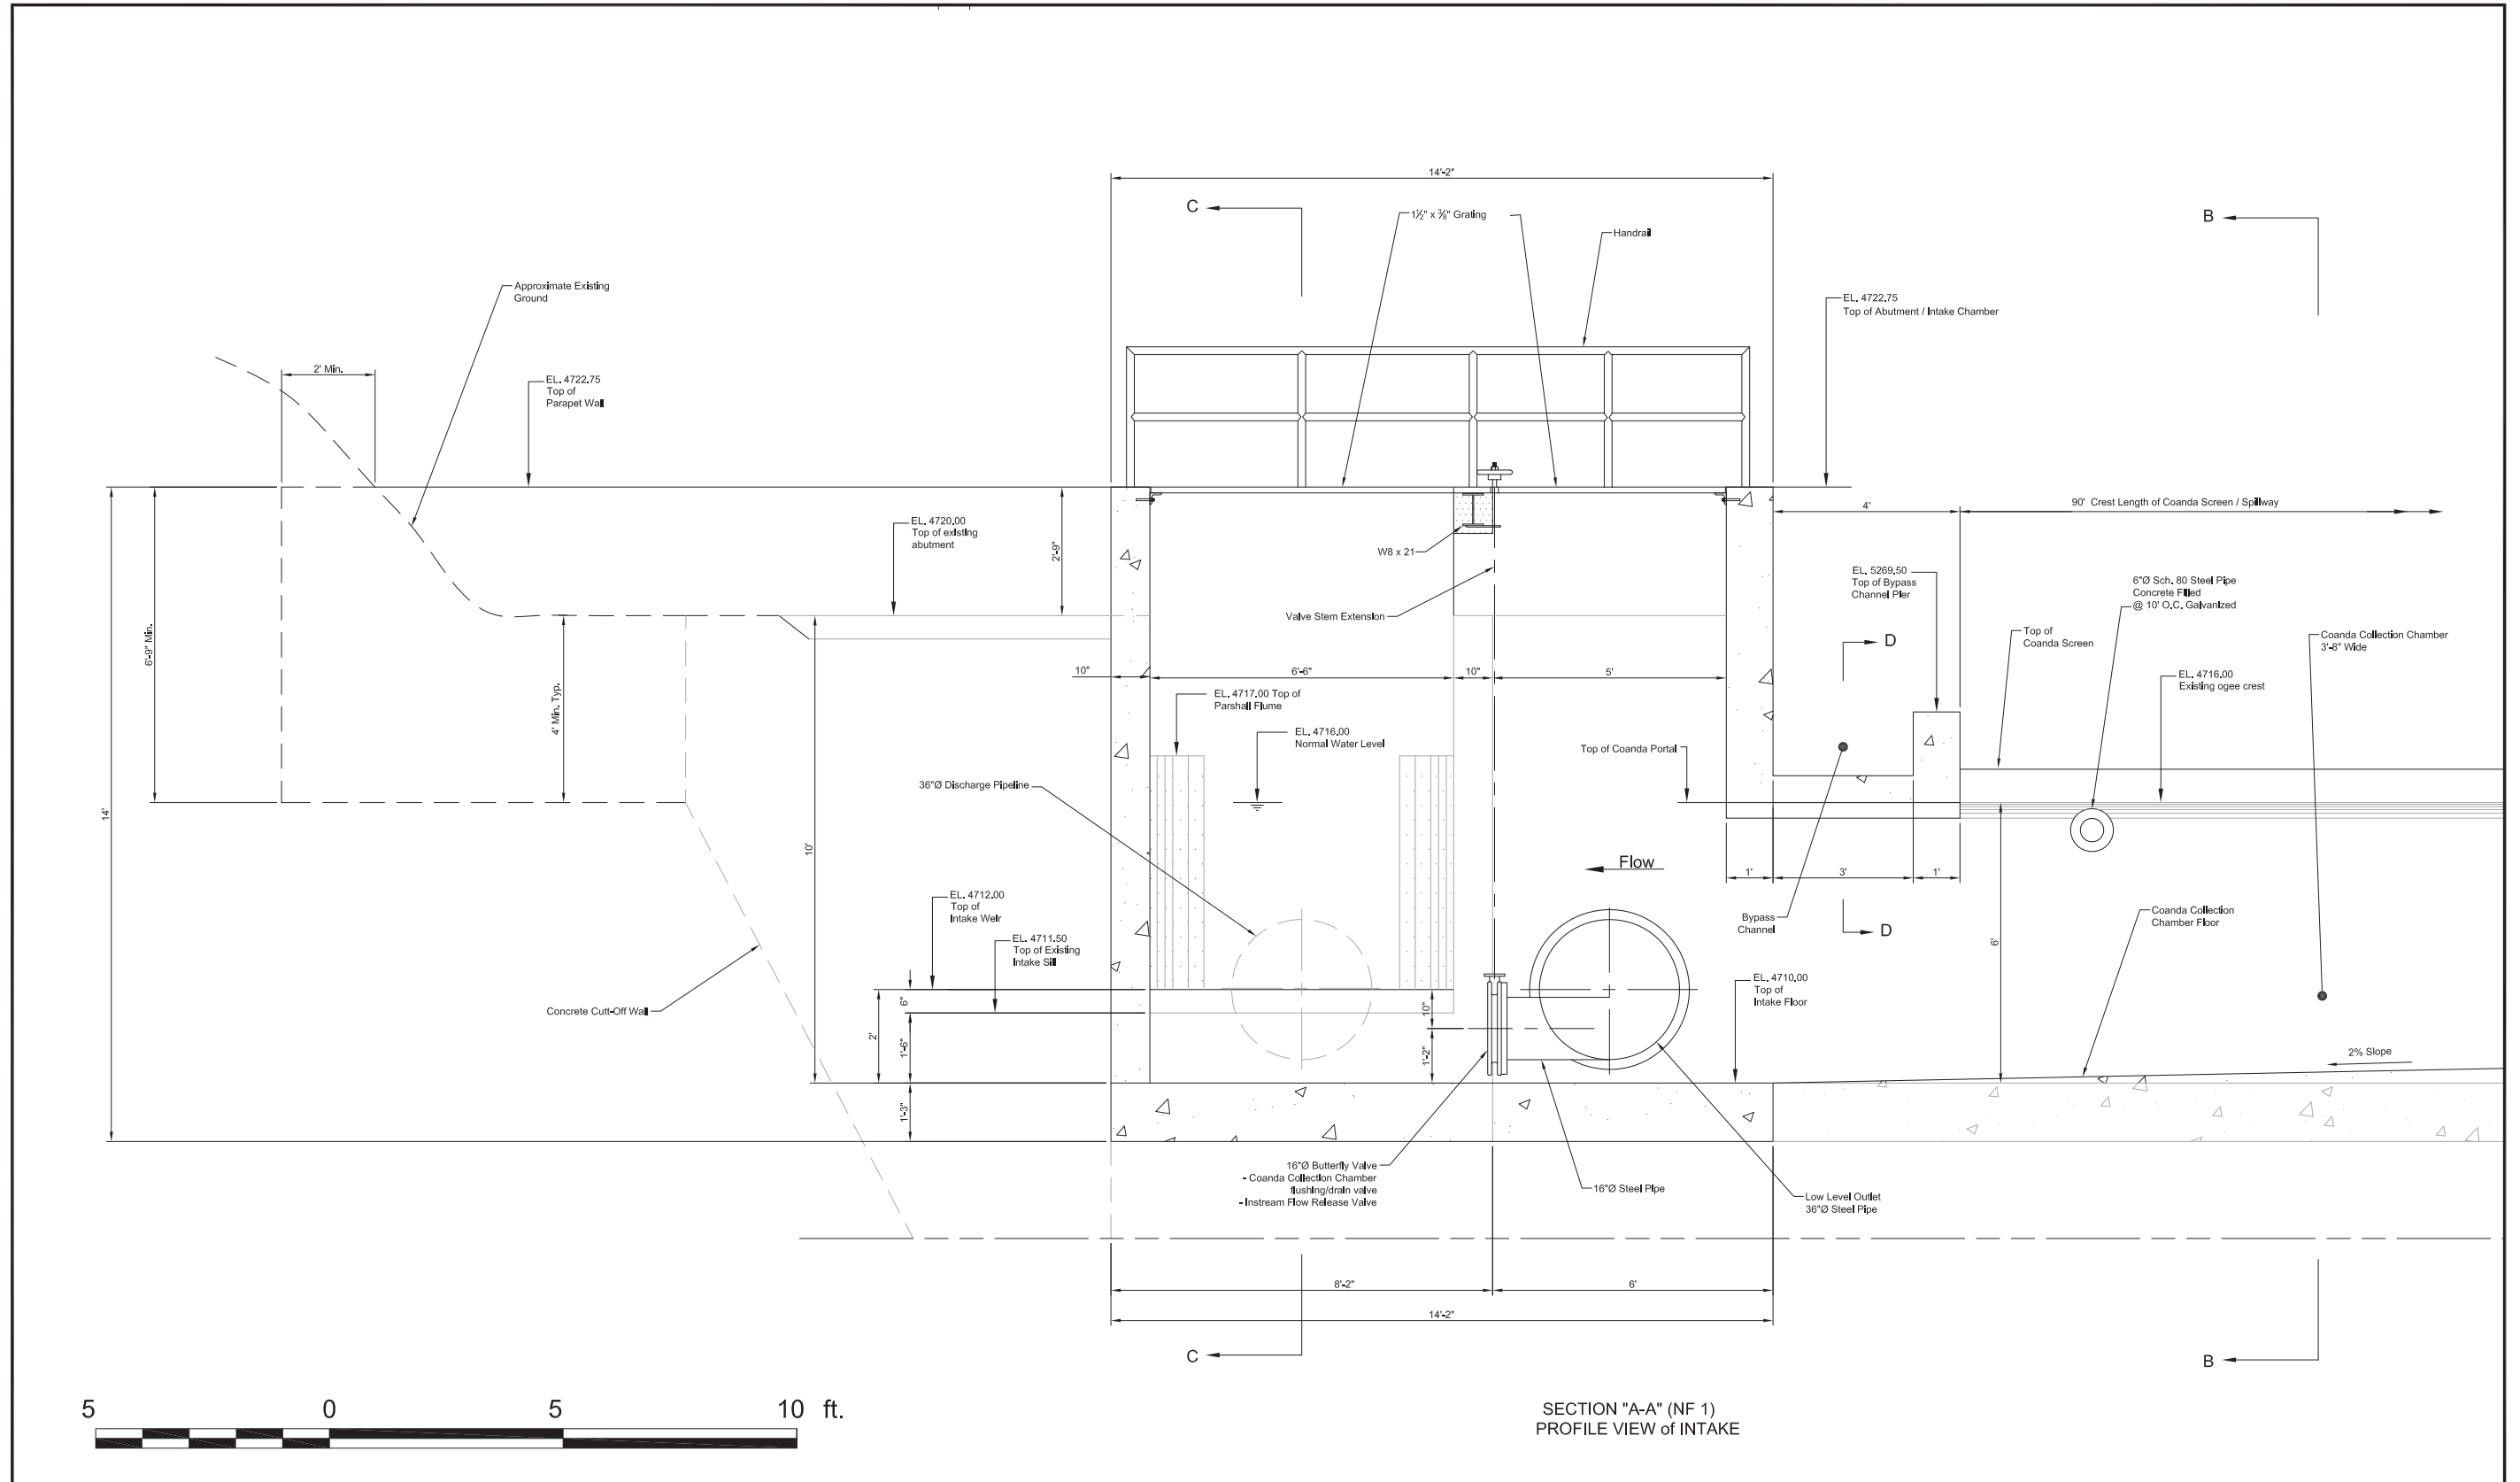 14'-2"
C
B
1½" x ⅜" Grating
Handrail
Approximate Existing
Ground
EL. 4722.75
Top of Abutment / Intake Chamber
2' Min.
EL. 4722.75
Top of
Parapet Wall
4'
90' Crest Length of Coanda Screen / Spillway
EL. 4720.00
Top of existing
abutment
2'-9"
W8 x 21
EL. 5269.50
Top of Bypass
Channel Pier
6"Ø Sch. 80 Steel Pipe
Concrete Filled
@ 10' O.C. Galvanized
Valve Stem Extension
D
Top of
Coanda Screen
Coanda Collection Chamber
3'-8" Wide
6'-9" Min.
4' Min. Typ.
10"
6'-6"
10"
5'
EL. 4716.00
Existing ogee crest
EL. 4717.00 Top of
Parshall Flume
EL. 4716.00
Normal Water Level
Top of Coanda Portal
36"Ø Discharge Pipeline
14'
10'
Flow
1'
3'
1'
EL. 4712.00
Top of
Intake Weir
Bypass
Channel
D
Coanda Collection
Chamber Floor
EL. 4711.50
Top of Existing
Intake Sill
6'
EL. 4710.00
Top of
Intake Floor
Concrete Cutt-Off Wall
6"
2'
1'-6"
10"
1'-2"
2% Slope
1'-3"
16"Ø Butterfly Valve
- Coanda Collection Chamber
flushing/drain valve
- Instream Flow Release Valve
16"Ø Steel Pipe
Low Level Outlet
36"Ø Steel Pipe
8'-2"
6'
14'-2"
C
B
5 0 5 10 ft.
SECTION "A-A" (NF 1)
PROFILE VIEW of INTAKE